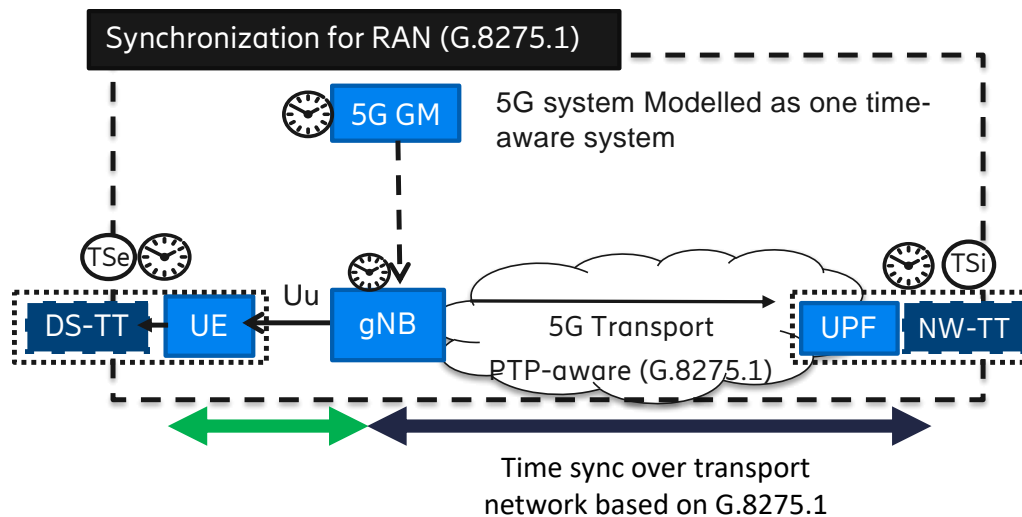 Synchronization for RAN (G.8275.1)
5G GM
5G system Modelled as one time-
aware system
TSe
TSi
Uu
DS-TT
UE
gNB
5G Transport
PTP-aware (G.8275.1)
UPF
NW-TT
Time sync over transport
network based on G.8275.1